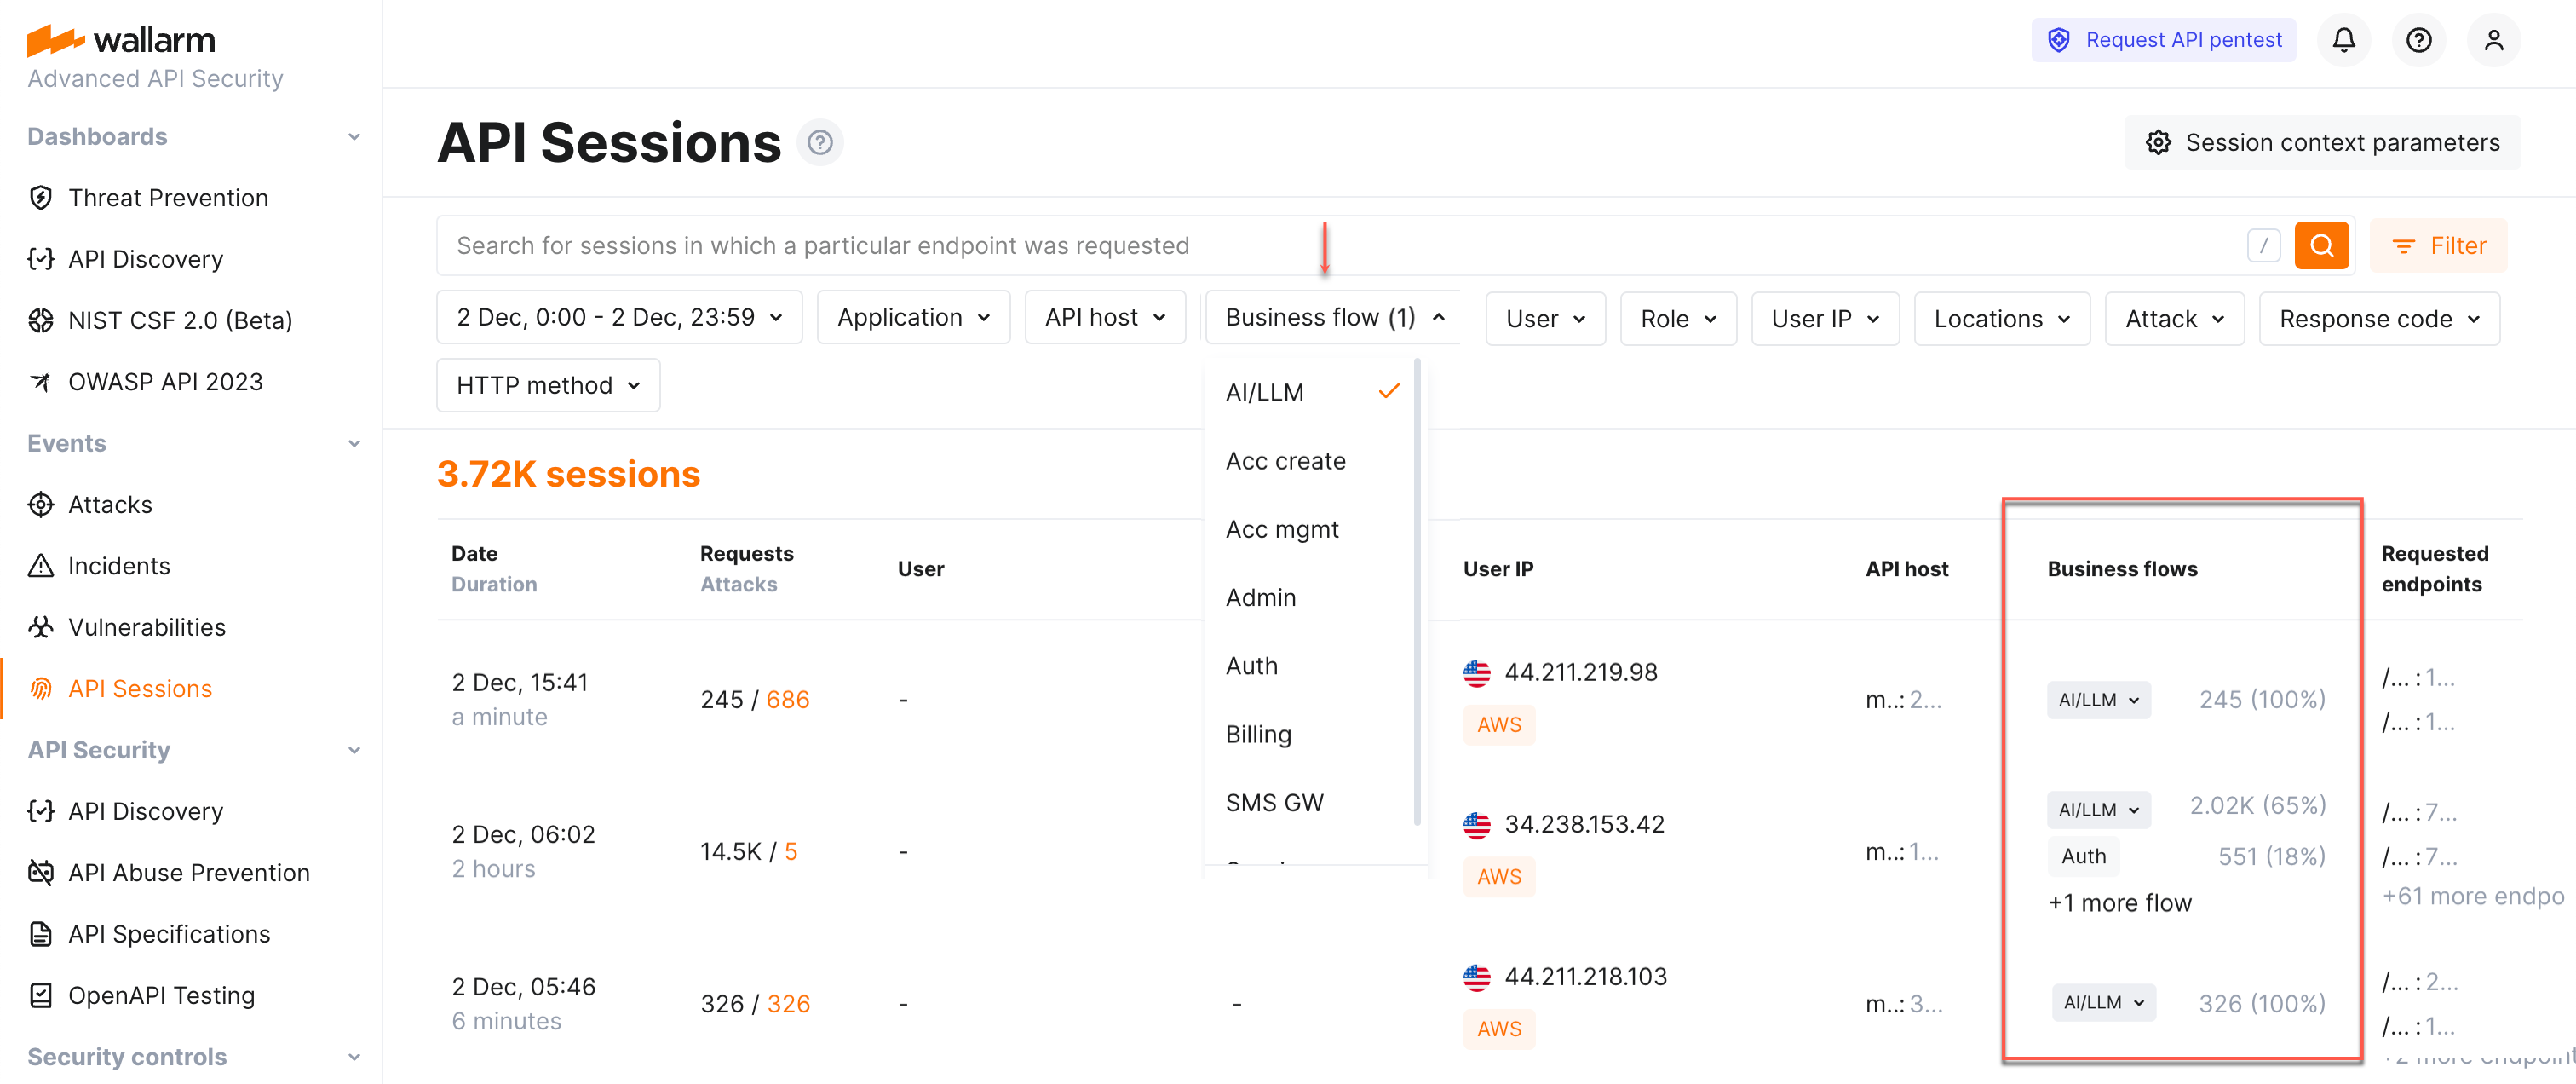 wallarm
Advanced API Security
Dashboards
Threat Prevention
API Discovery
NIST CSF 2.0 (Beta)
OWASP API 2023
Events
Attacks
Incidents
Vulnerabilities
API Sessions
API Security
API Discovery
API Abuse Prevention
API Specifications
OpenAPI Testing
Security controls
Request API pentest
API Sessions
Session context parameters
Search for sessions in which a particular endpoint was requested /
Filter
2 Dec, 0:00 - 2 Dec, 23:59 Application API host Business flow (1) User Role User IP Locations Attack Response code
HTTP method
AI/LLM
Acc create
Acc mgmt
Admin
Auth
Billing
SMS GW
3.72K sessions
Date Requests User User IP API host Business flows Requested
Duration Attacks endpoints
2 Dec, 15:41 44.211.219.98 /... : 1...
245 / 686 - m..: 2... AI/LLM 245 (100%)
a minute AWS /... : 1...
2 Dec, 06:02 34.238.153.42 AI/LLM 2.02K (65%) /... : 7...
14.5K / 5 - m..: 1... Auth 551 (18%) /... : 7...
2 hours AWS +1 more flow +61 more endpo
2 Dec, 05:46 44.211.218.103 /... : 2...
326 / 326 - - m..: 3... AI/LLM 326 (100%)
6 minutes AWS /... : 1...
+2 more endpoint